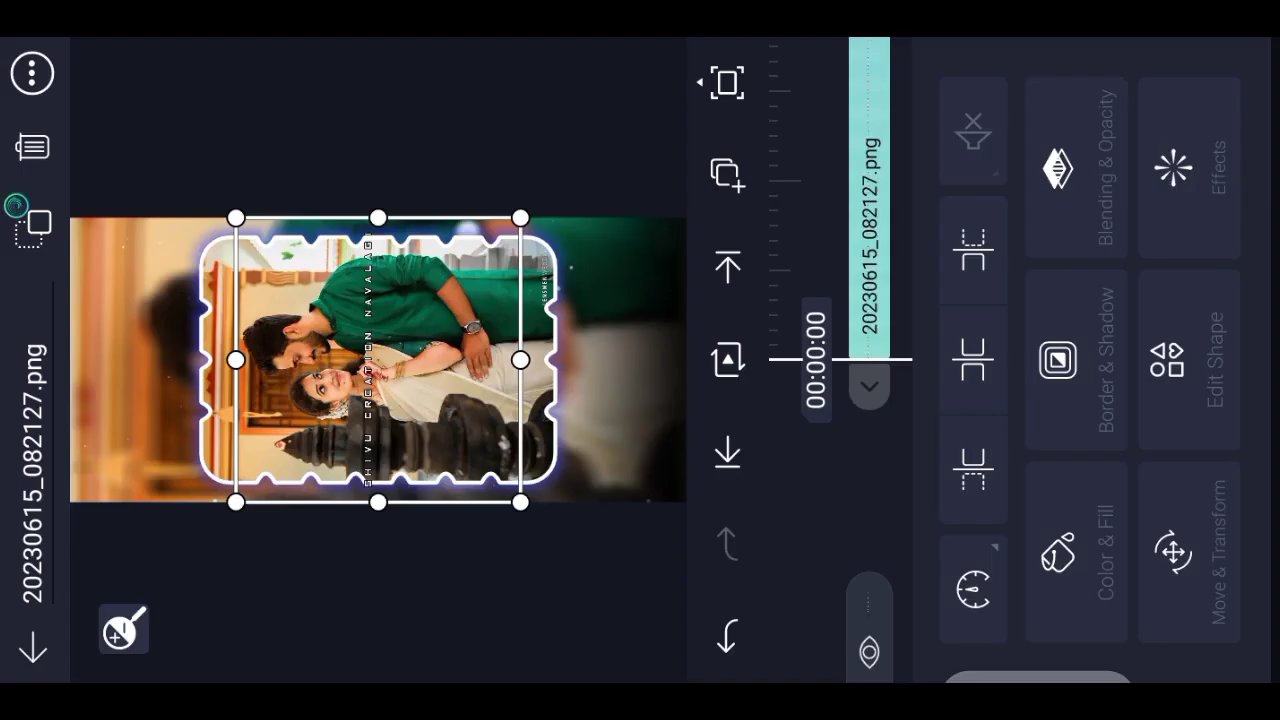 20230615_082127.png
SHIVU CREATION NAVALAGI
00:00:00
20230615_082127.png
Move & Transform
Edit Shape
Effects
Color & Fill
Border & Shadow
Blending & Opacity